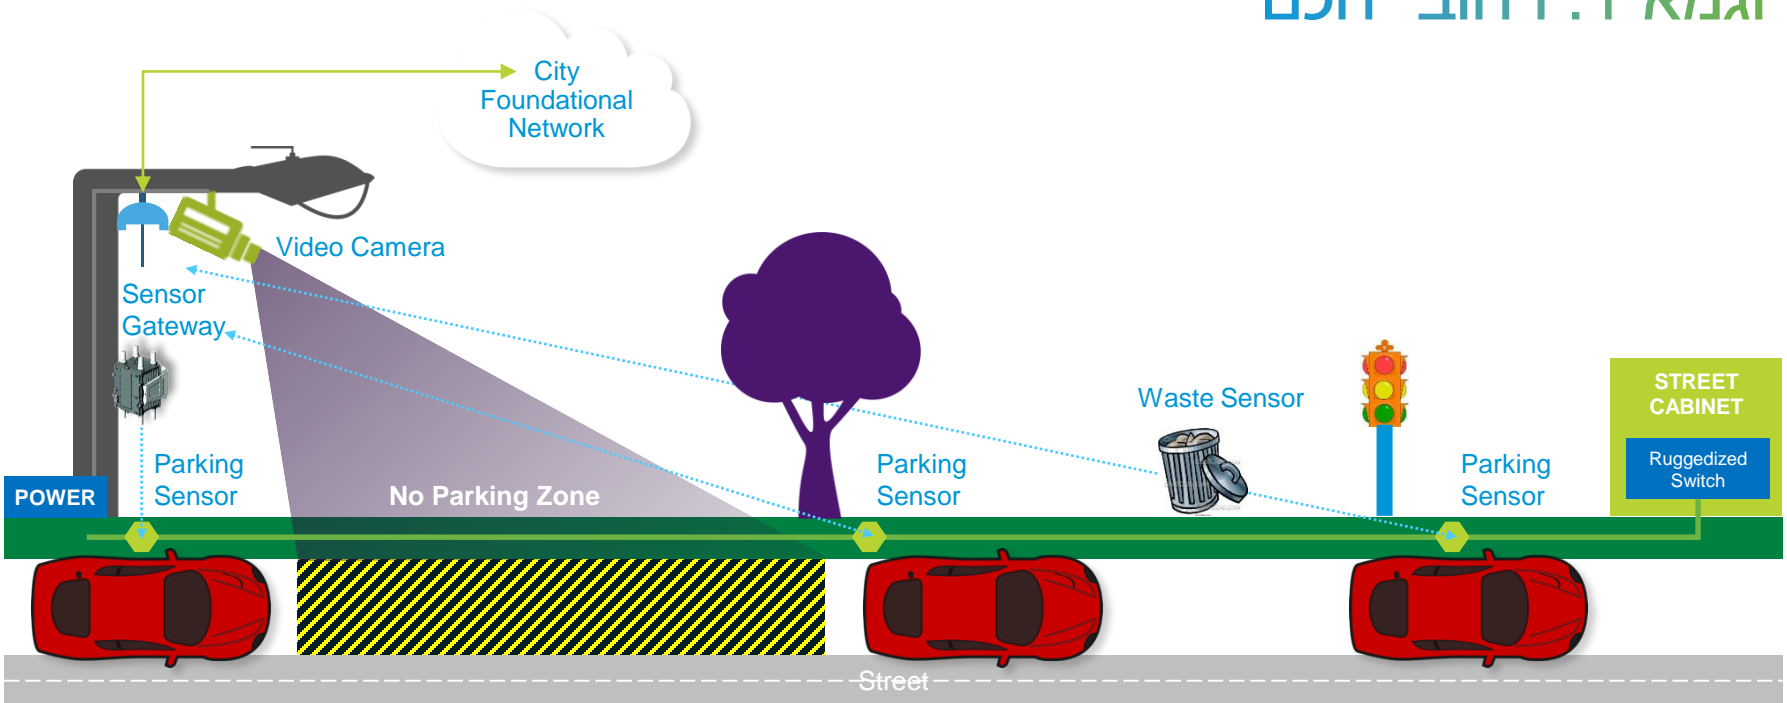 City
Foundational
Network
Video Camera
Sensor
Gateway
Waste Sensor
STREET
CABINET
Ruggedized
Switch
Parking
Sensor
Parking
Sensor
Parking
Sensor
POWER
No Parking Zone
Street